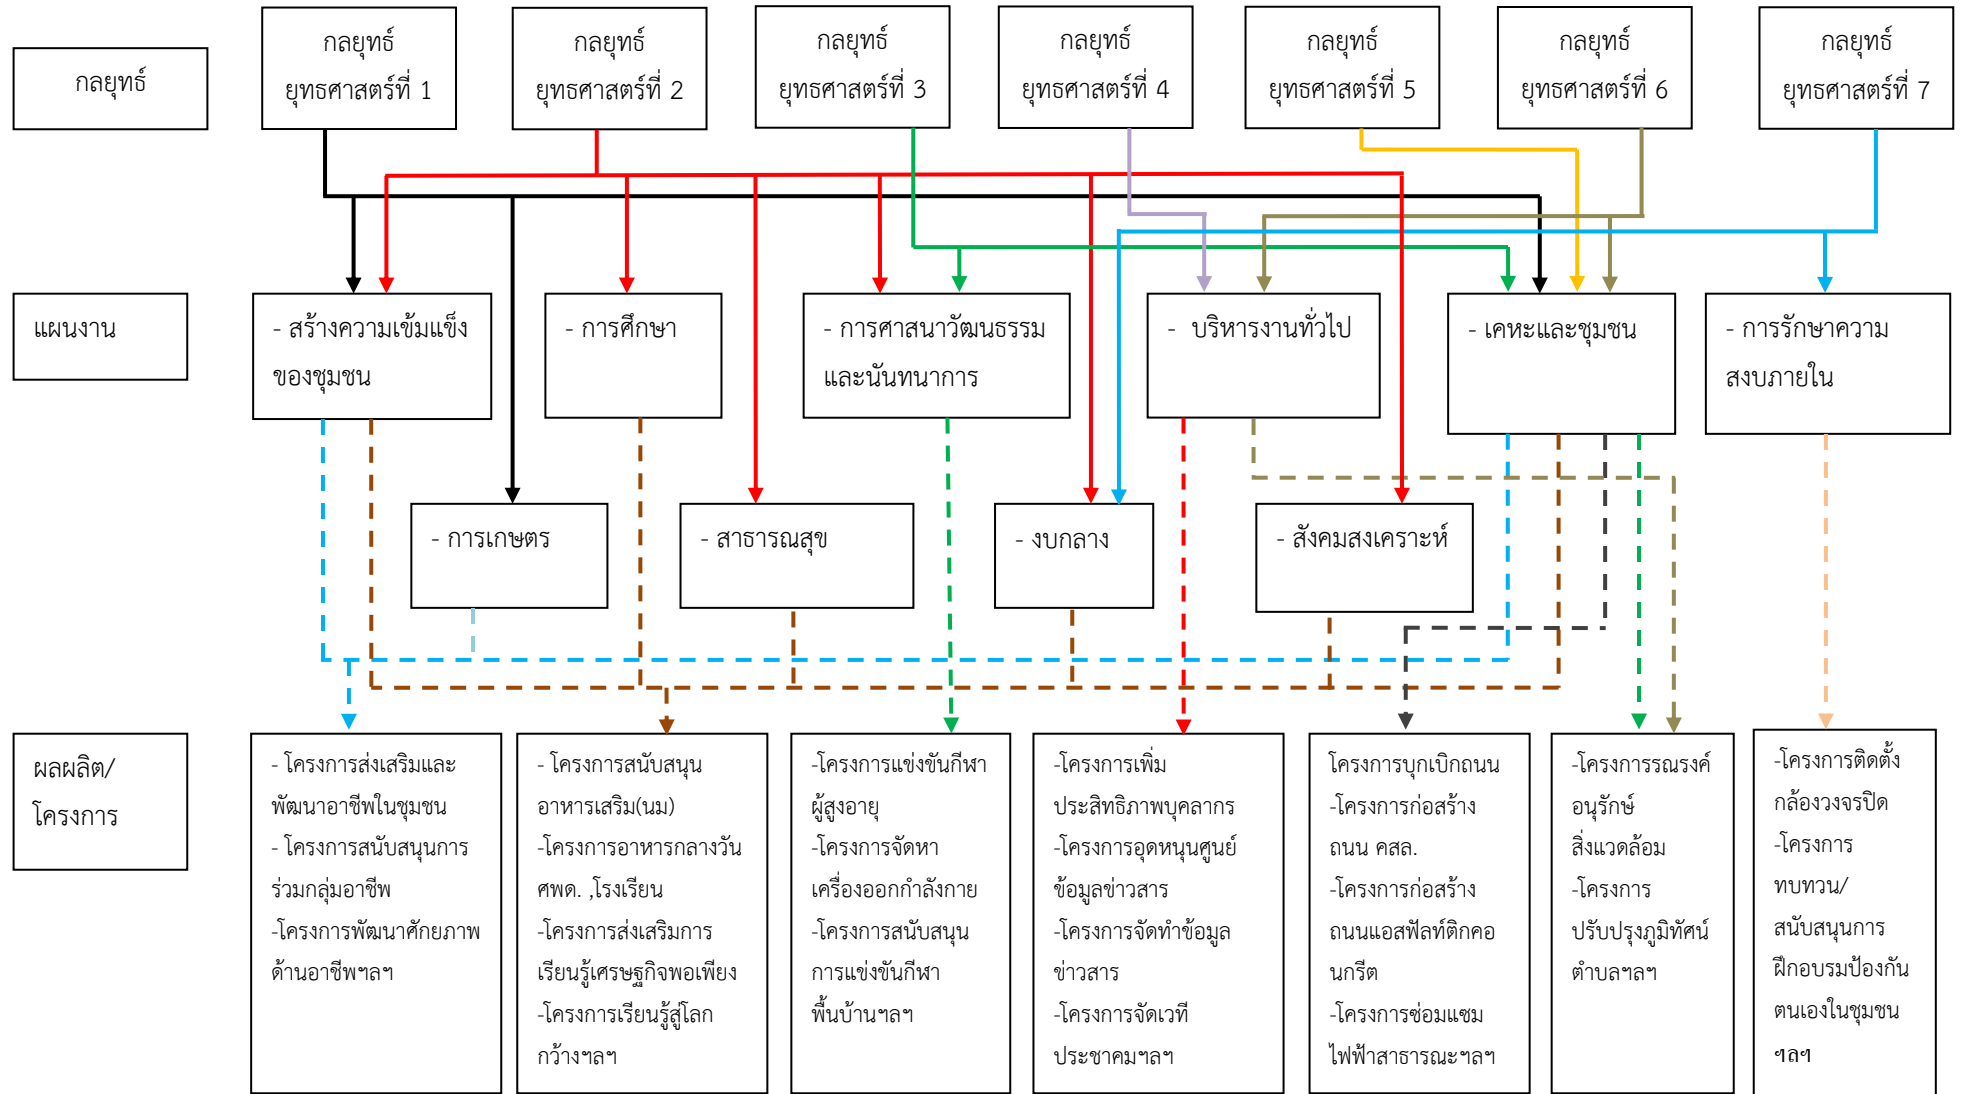 กลยุทธ์
กลยุทธ์
ยุทธศาสตร์ที่ 1
กลยุทธ์
ยุทธศาสตร์ที่ 2
กลยุทธ์
ยุทธศาสตร์ที่ 3
กลยุทธ์
ยุทธศาสตร์ที่ 4
กลยุทธ์
ยุทธศาสตร์ที่ 5
กลยุทธ์
ยุทธศาสตร์ที่ 6
กลยุทธ์
ยุทธศาสตร์ที่ 7
แผนงาน
- สร้างความเข้มแข็ง
ของชุมชน
- การศึกษา
- การศาสนาวัฒนธรรม
และนันทนาการ
- บริหารงานทั่วไป
- เคหะและชุมชน
- การรักษาความ
สงบภายใน
- การเกษตร
- สาธารณสุข
- งบกลาง
- สังคมสงเคราะห์
ผลผลิต/
โครงการ
- โครงการส่งเสริมและ
พัฒนาอาชีพในชุมชน
- โครงการสนับสนุนการ
ร่วมกลุ่มอาชีพ
-โครงการพัฒนาศักยภาพ
ด้านอาชีพฯลฯ
- โครงการสนับสนุน
อาหารเสริม(นม)
-โครงการอาหารกลางวัน
ศพด. ,โรงเรียน
-โครงการส่งเสริมการ
เรียนรู้เศรษฐกิจพอเพียง
-โครงการเรียนรู้สู่โลก
กว้างฯลฯ
-โครงการแข่งขันกีฬา
ผู้สูงอายุ
-โครงการจัดหา
เครื่องออกกำลังกาย
-โครงการสนับสนุน
การแข่งขันกีฬา
พื้นบ้านฯลฯ
-โครงการเพิ่ม
ประสิทธิภาพบุคลากร
-โครงการอุดหนุนศูนย์
ข้อมูลข่าวสาร
-โครงการจัดทำข้อมูล
ข่าวสาร
-โครงการจัดเวที
ประชาคมฯลฯ
โครงการบุกเบิกถนน
-โครงการก่อสร้าง
ถนน คสล.
-โครงการก่อสร้าง
ถนนแอสฟัลท์ติกคอ
นกรีต
-โครงการซ่อมแซม
ไฟฟ้าสาธารณะฯลฯ
-โครงการรณรงค์
อนุรักษ์
สิ่งแวดล้อม
-โครงการ
ปรับปรุงภูมิทัศน์
ตำบลฯลฯ
-โครงการติดตั้ง
กล้องวงจรปิด
-โครงการ
ทบทวน/
สนับสนุนการ
ฝึกอบรมป้องกัน
ตนเองในชุมชน
ฯลฯ